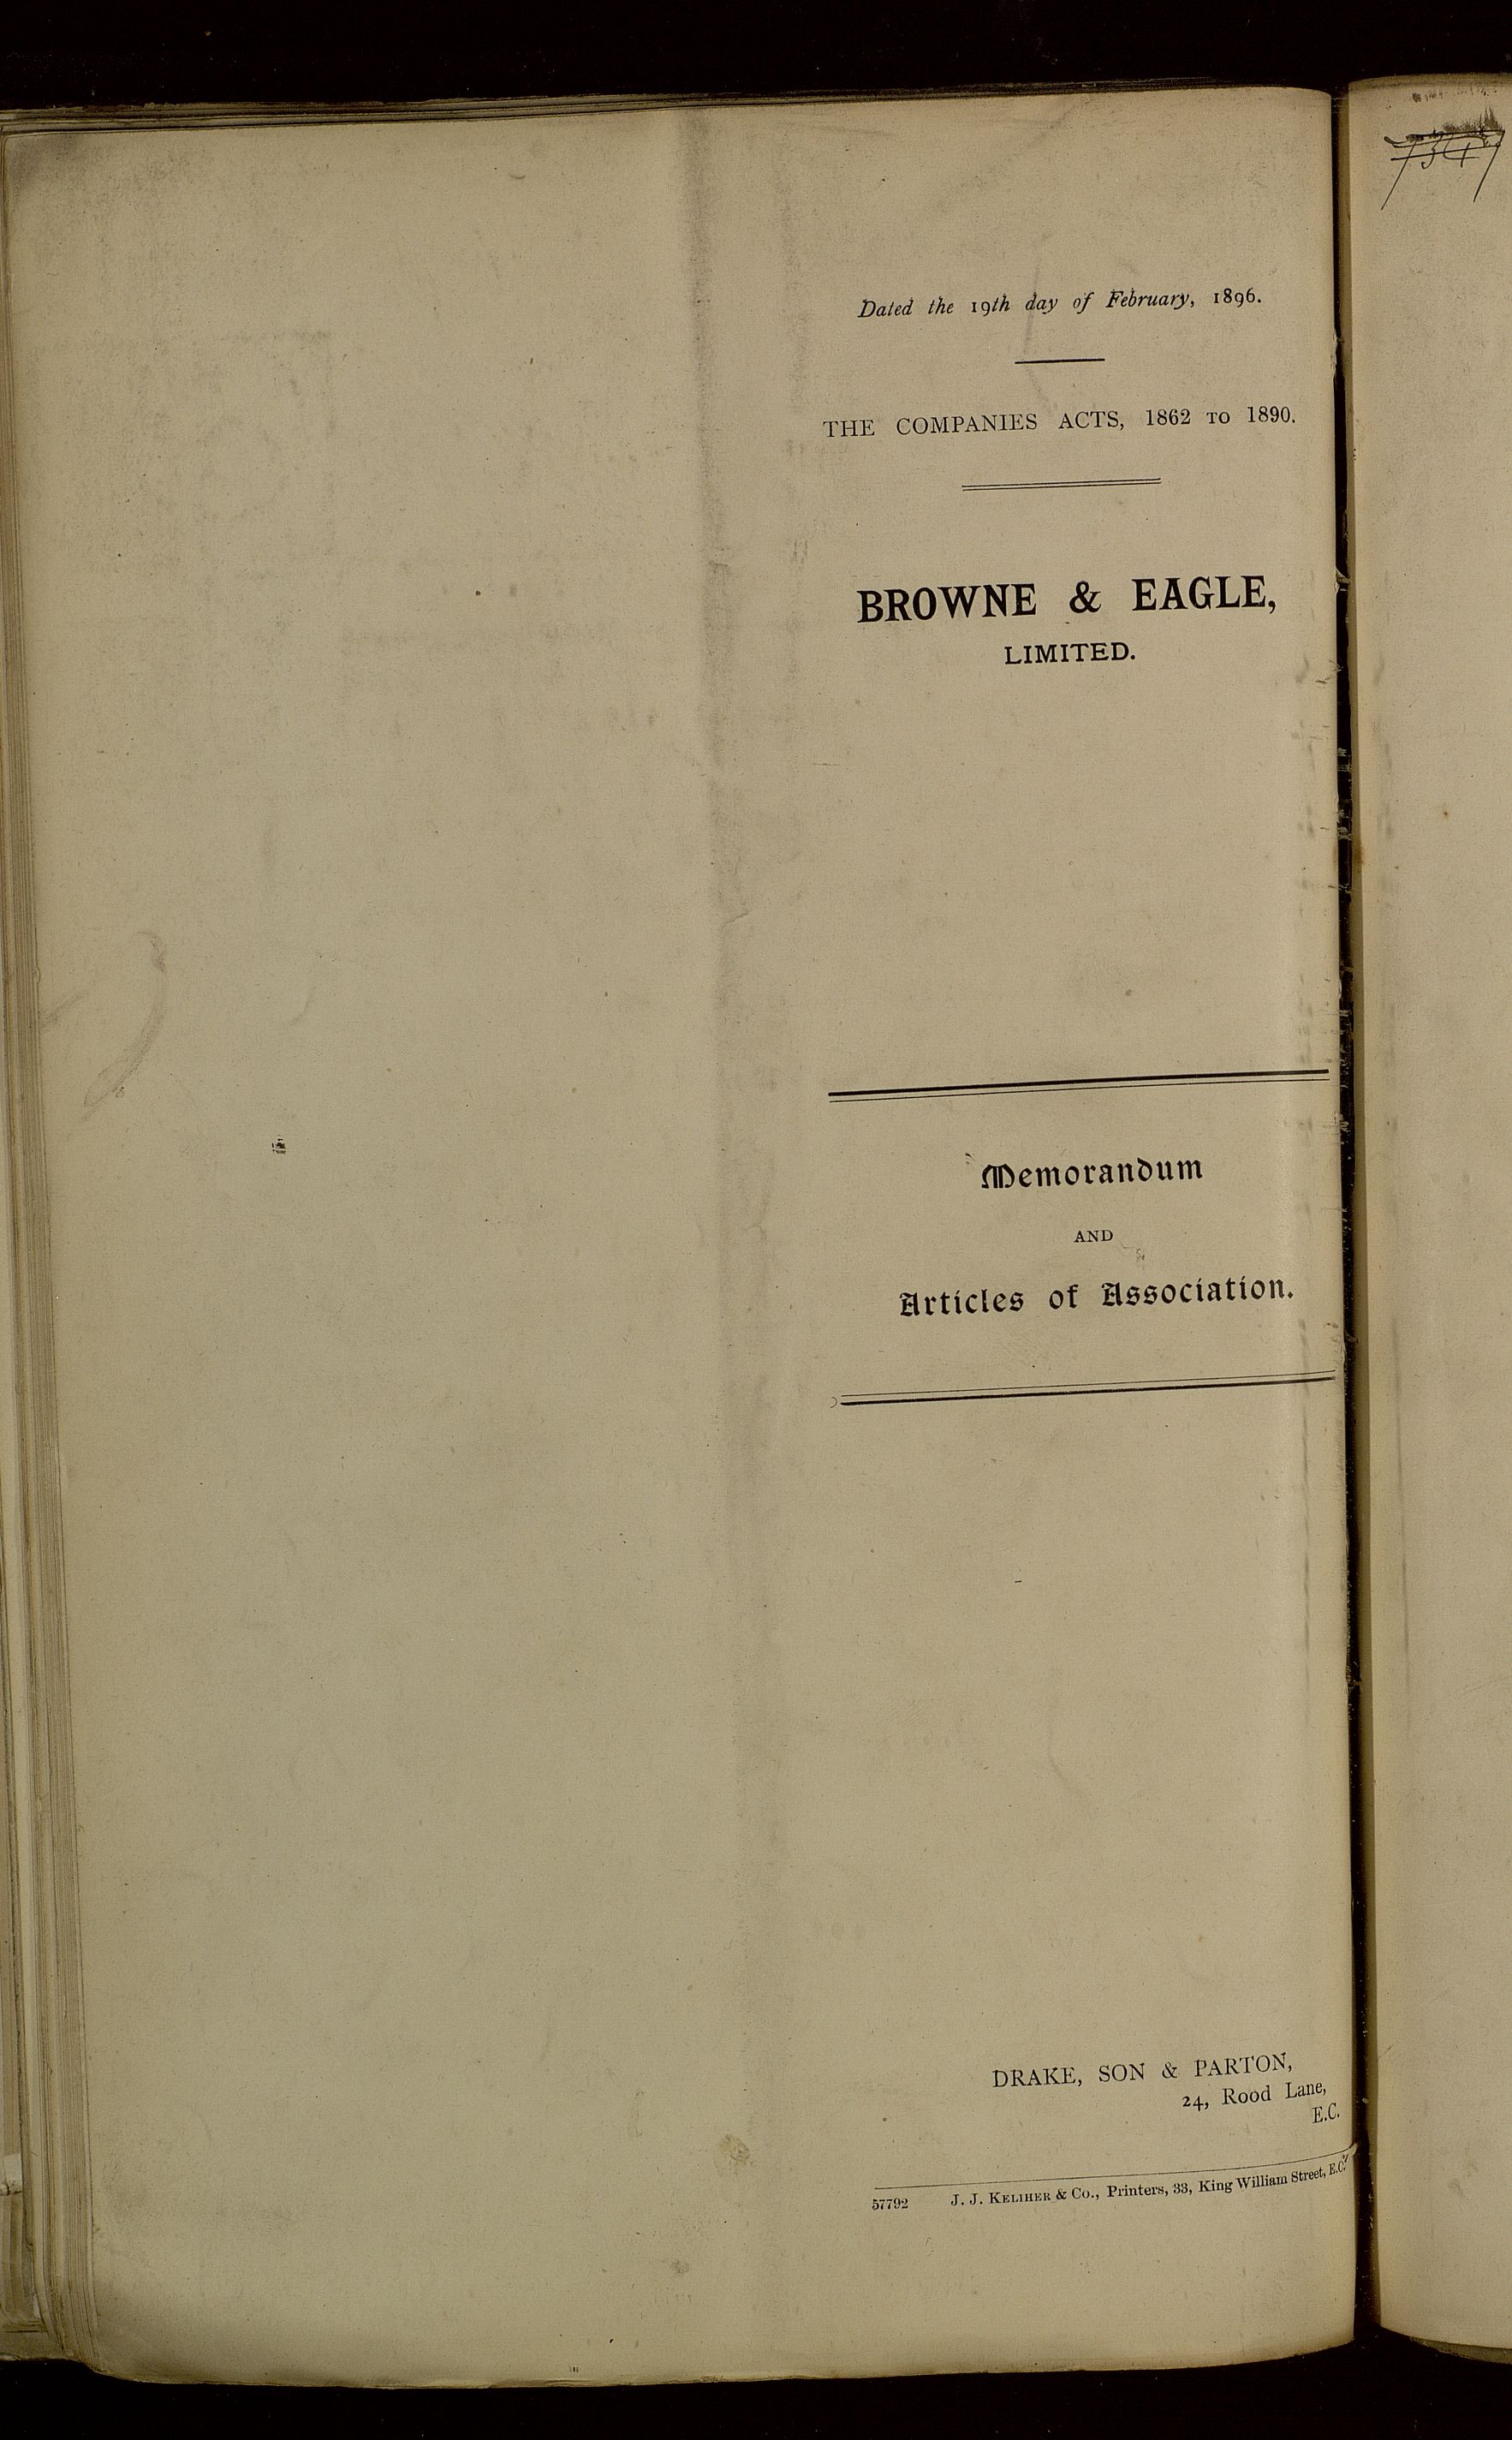 Dated the 19th day of February, 1896.
THE COMPANIES ACTS, 1862 TO 1890.
BROWNE & EAGLE,
LIMITED.
Memorandum
AND
Articles of Association.
DRAKE, SON & PARTON,
24, Rood Lane,
E.C.
57792 J. J. KELIHER & Co., Printers, 33, King William Street, E.C.